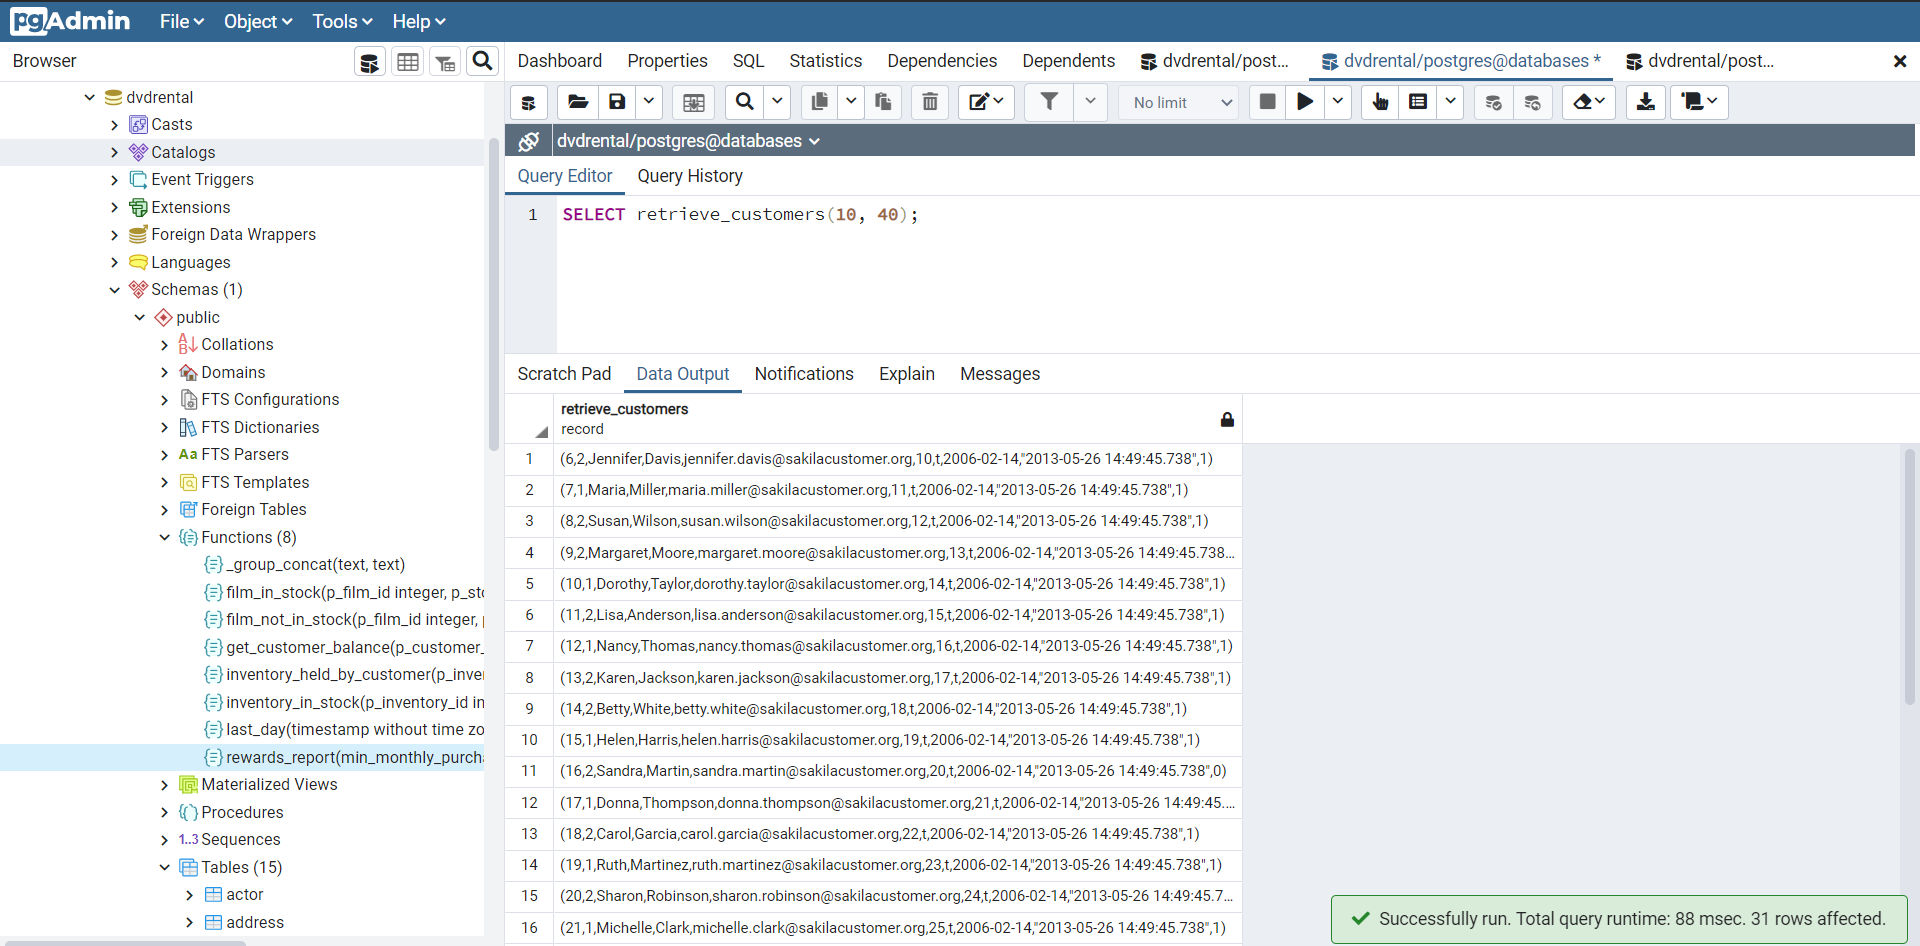 pgAdmin File Object Tools Help
Browser
Dashboard Properties SQL Statistics Dependencies Dependents dvdrental/post... dvdrental/postgres@databases * dvdrental/post...
No limit
dvdrental/postgres@databases
Query Editor Query History
1 SELECT retrieve_customers(10, 40);
Scratch Pad Data Output Notifications Explain Messages
retrieve_customers
record
1 (6,2,Jennifer,Davis,jennifer.davis@sakilacustomer.org,10,t,2006-02-14,"2013-05-26 14:49:45.738",1)
2 (7,1,Maria,Miller,maria.miller@sakilacustomer.org,11,t,2006-02-14,"2013-05-26 14:49:45.738",1)
3 (8,2,Susan,Wilson,susan.wilson@sakilacustomer.org,12,t,2006-02-14,"2013-05-26 14:49:45.738",1)
4 (9,2,Margaret,Moore,margaret.moore@sakilacustomer.org,13,t,2006-02-14,"2013-05-26 14:49:45.738...
5 (10,1,Dorothy,Taylor,dorothy.taylor@sakilacustomer.org,14,t,2006-02-14,"2013-05-26 14:49:45.738",1)
6 (11,2,Lisa,Anderson,lisa.anderson@sakilacustomer.org,15,t,2006-02-14,"2013-05-26 14:49:45.738",1)
7 (12,1,Nancy,Thomas,nancy.thomas@sakilacustomer.org,16,t,2006-02-14,"2013-05-26 14:49:45.738",1)
8 (13,2,Karen,Jackson,karen.jackson@sakilacustomer.org,17,t,2006-02-14,"2013-05-26 14:49:45.738",1)
9 (14,2,Betty,White,betty.white@sakilacustomer.org,18,t,2006-02-14,"2013-05-26 14:49:45.738",1)
10 (15,1,Helen,Harris,helen.harris@sakilacustomer.org,19,t,2006-02-14,"2013-05-26 14:49:45.738",1)
11 (16,2,Sandra,Martin,sandra.martin@sakilacustomer.org,20,t,2006-02-14,"2013-05-26 14:49:45.738",0)
12 (17,1,Donna,Thompson,donna.thompson@sakilacustomer.org,21,t,2006-02-14,"2013-05-26 14:49:45....
13 (18,2,Carol,Garcia,carol.garcia@sakilacustomer.org,22,t,2006-02-14,"2013-05-26 14:49:45.738",1)
14 (19,1,Ruth,Martinez,ruth.martinez@sakilacustomer.org,23,t,2006-02-14,"2013-05-26 14:49:45.738",1)
15 (20,2,Sharon,Robinson,sharon.robinson@sakilacustomer.org,24,t,2006-02-14,"2013-05-26 14:49:45.7...
16 (21,1,Michelle,Clark,michelle.clark@sakilacustomer.org,25,t,2006-02-14,"2013-05-26 14:49:45.738",1)
Successfully run. Total query runtime: 88 msec. 31 rows affected.
dvdrental
Casts
Catalogs
Event Triggers
Extensions
Foreign Data Wrappers
Languages
Schemas (1)
public
Collations
Domains
FTS Configurations
FTS Dictionaries
Aa FTS Parsers
FTS Templates
Foreign Tables
Functions (8)
_group_concat(text, text)
film_in_stock(p_film_id integer, p_sto
film_not_in_stock(p_film_id integer, p
get_customer_balance(p_customer_
inventory_held_by_customer(p_inve
inventory_in_stock(p_inventory_id in
last_day(timestamp without time zo
rewards_report(min_monthly_purcha
Materialized Views
Procedures
1..3 Sequences
Tables (15)
actor
address